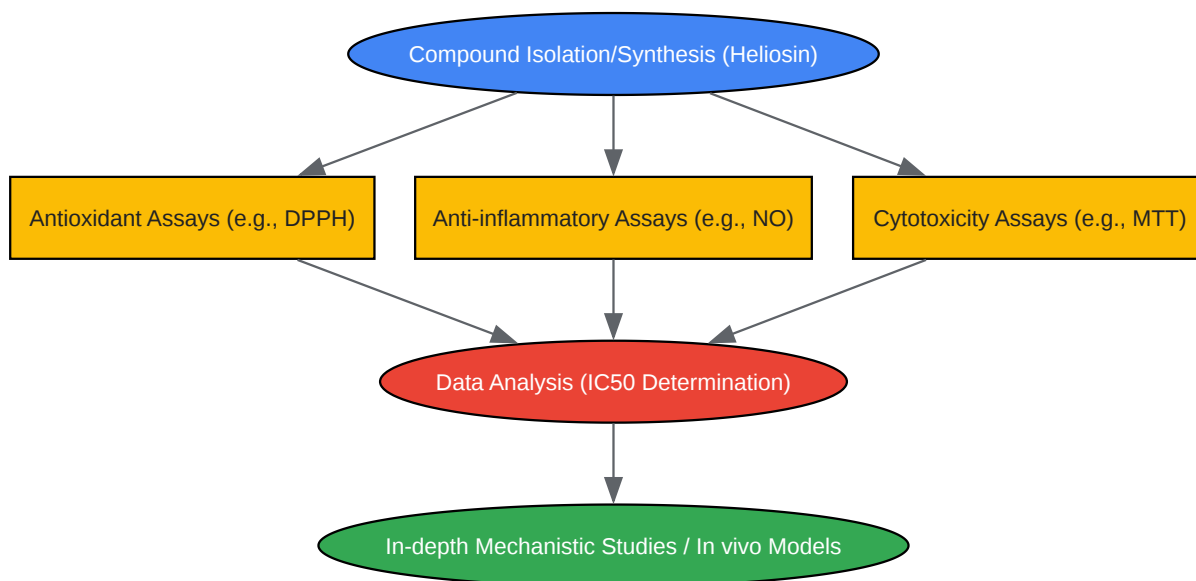 Compound Isolation/Synthesis (Heliosin)
Antioxidant Assays (e.g., DPPH)
Anti-inflammatory Assays (e.g., NO)
Cytotoxicity Assays (e.g., MTT)
Data Analysis (IC50 Determination)
In-depth Mechanistic Studies / In vivo Models